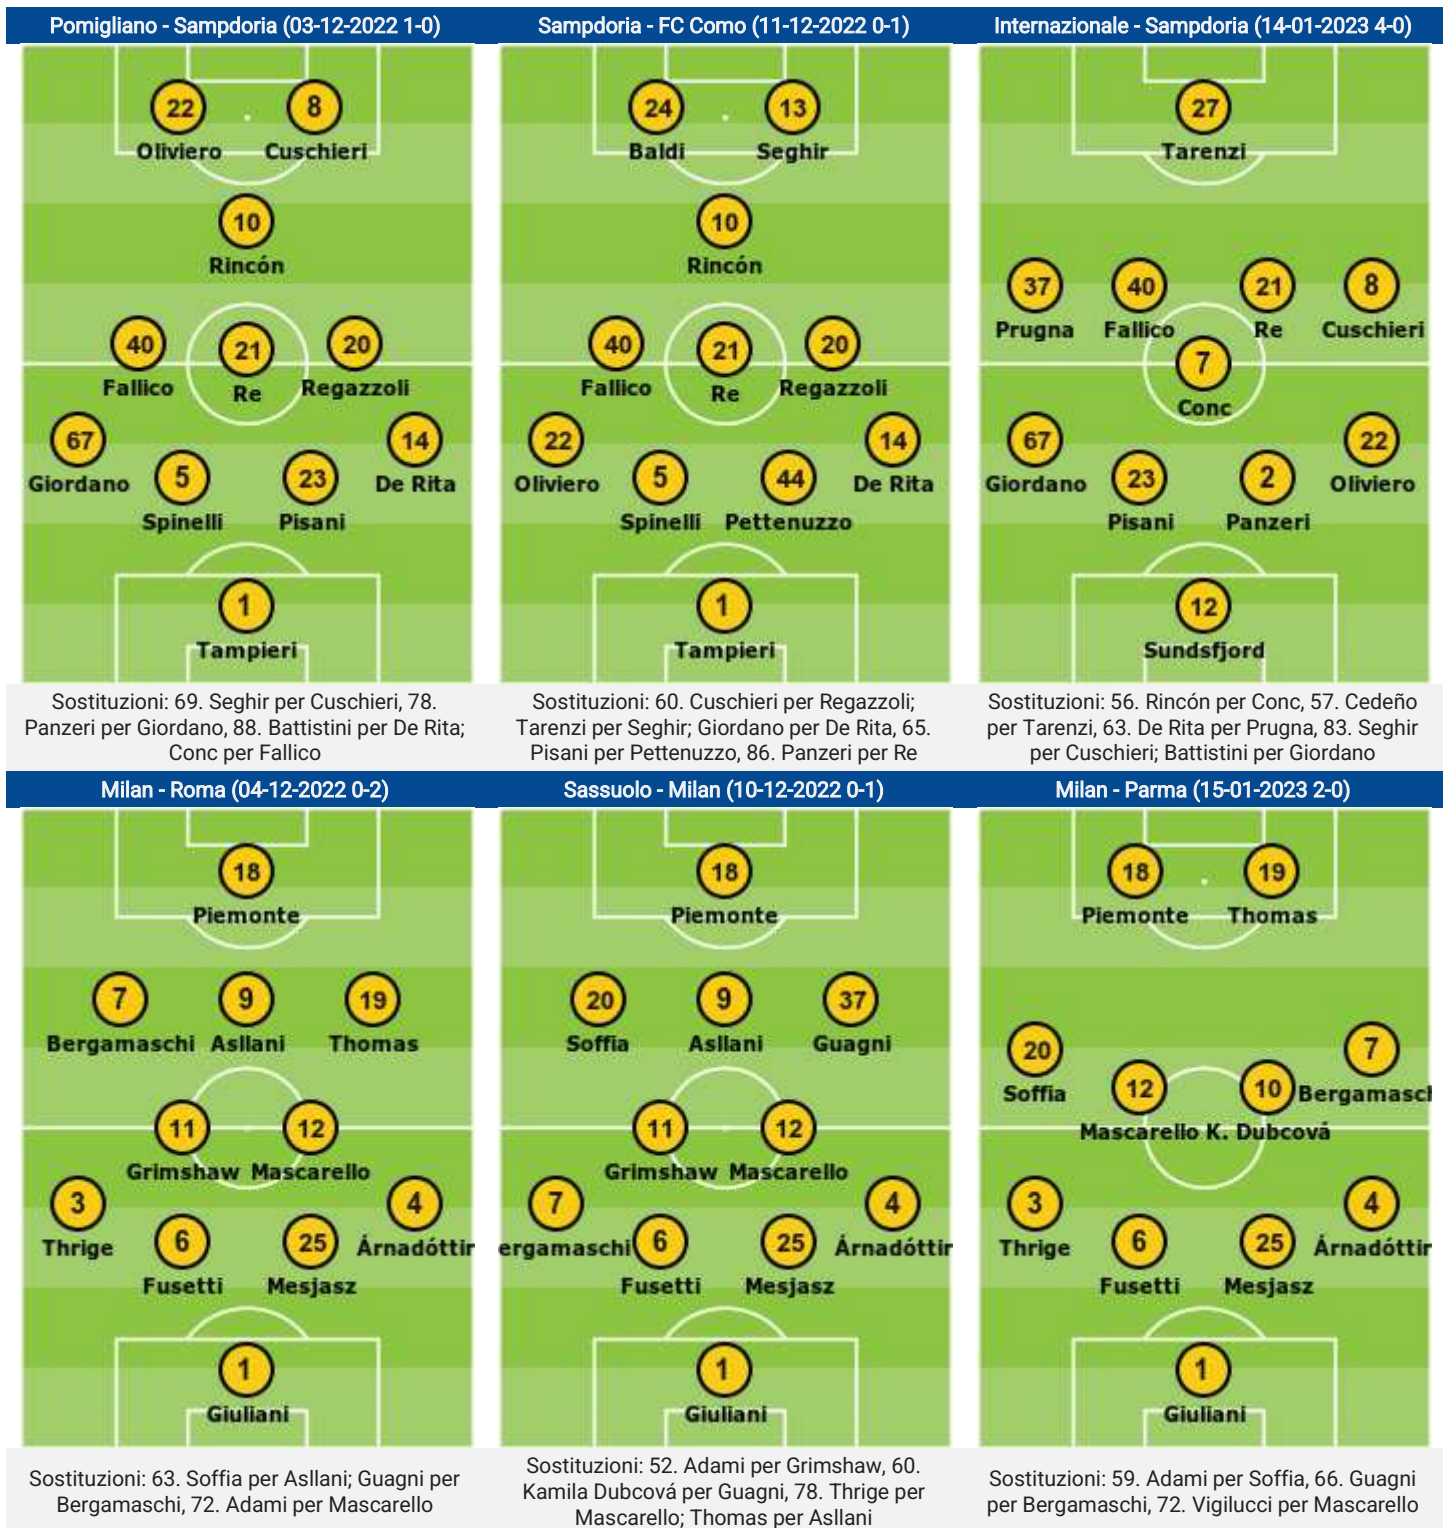 Pomigliano - Sampdoria (03-12-2022 1-0)
22
8
Oliviero
Cuschieri
10
Rincón
40
21
20
Fallico
Re
Regazzoli
67
5
23
14
Giordano
Spinelli
Pisani
De Rita
1
Tampieri
Sostituzioni: 69. Seghir per Cuschieri, 78.
Panzeri per Giordano, 88. Battistini per De Rita;
Conc per Fallico
Sampdoria - FC Como (11-12-2022 0-1)
24
13
Baldi
Seghir
10
Rincón
40
21
20
Fallico
Re
Regazzoli
22
5
44
14
Oliviero
Spinelli
Pettenuzzo
De Rita
1
Tampieri
Sostituzioni: 60. Cuschieri per Regazzoli;
Tarenzi per Seghir; Giordano per De Rita, 65.
Pisani per Pettenuzzo, 86. Panzeri per Re
Internazionale - Sampdoria (14-01-2023 4-0)
27
Tarenzi
37
40
21
8
Prugna
Fallico
Re
Cuschieri
7
Conc
67
23
2
22
Giordano
Pisani
Panzeri
Oliviero
12
Sundsfjord
Sostituzioni: 56. Rincón per Conc, 57. Cedeño
per Tarenzi, 63. De Rita per Prugna, 83. Seghir
per Cuschieri; Battistini per Giordano
Milan - Roma (04-12-2022 0-2)
18
Piemonte
7
9
19
Bergamaschi
Asllani
Thomas
11
12
Grimshaw
Mascarello
3
6
25
4
Thrige
Fusetti
Mesjasz
Árnadóttir
1
Giuliani
Sostituzioni: 63. Soffia per Asllani; Guagni per
Bergamaschi, 72. Adami per Mascarello
Sassuolo - Milan (10-12-2022 0-1)
18
Piemonte
20
9
37
Soffia
Asllani
Guagni
11
12
Grimshaw
Mascarello
7
6
25
4
ergamaschi
Fusetti
Mesjasz
Árnadóttir
1
Giuliani
Sostituzioni: 52. Adami per Grimshaw, 60.
Kamila Dubcová per Guagni, 78. Thrige per
Mascarello; Thomas per Asllani
Milan - Parma (15-01-2023 2-0)
18
19
Piemonte
Thomas
20
12
10
7
Soffia
Mascarello
K. Dubcová
Bergamasch
3
6
25
4
Thrige
Fusetti
Mesjasz
Árnadóttir
1
Giuliani
Sostituzioni: 59. Adami per Soffia, 66. Guagni
per Bergamaschi, 72. Vigilucci per Mascarello